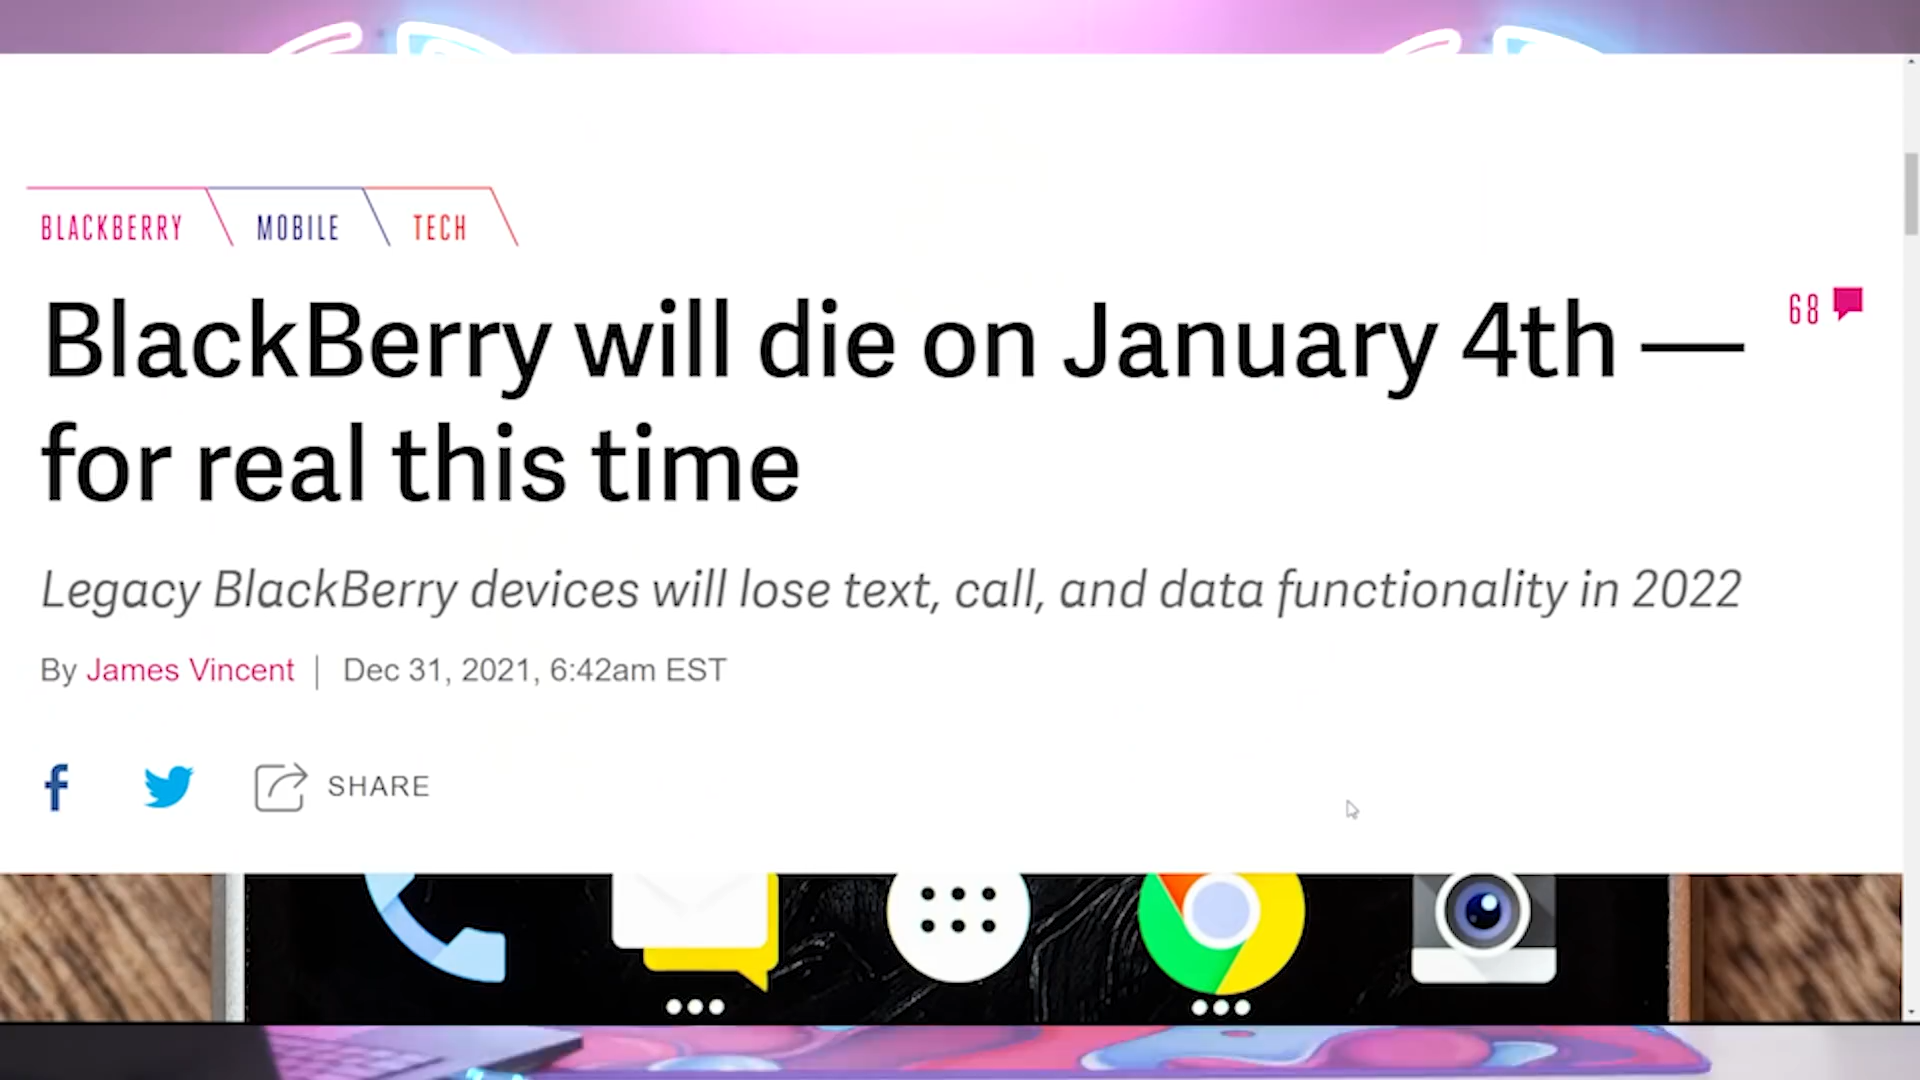 BLACKBERRY MOBILE TECH
BlackBerry will die on January 4th —
for real this time
68
Legacy BlackBerry devices will lose text, call, and data functionality in 2022
By James Vincent | Dec 31, 2021, 6:42am EST
SHARE